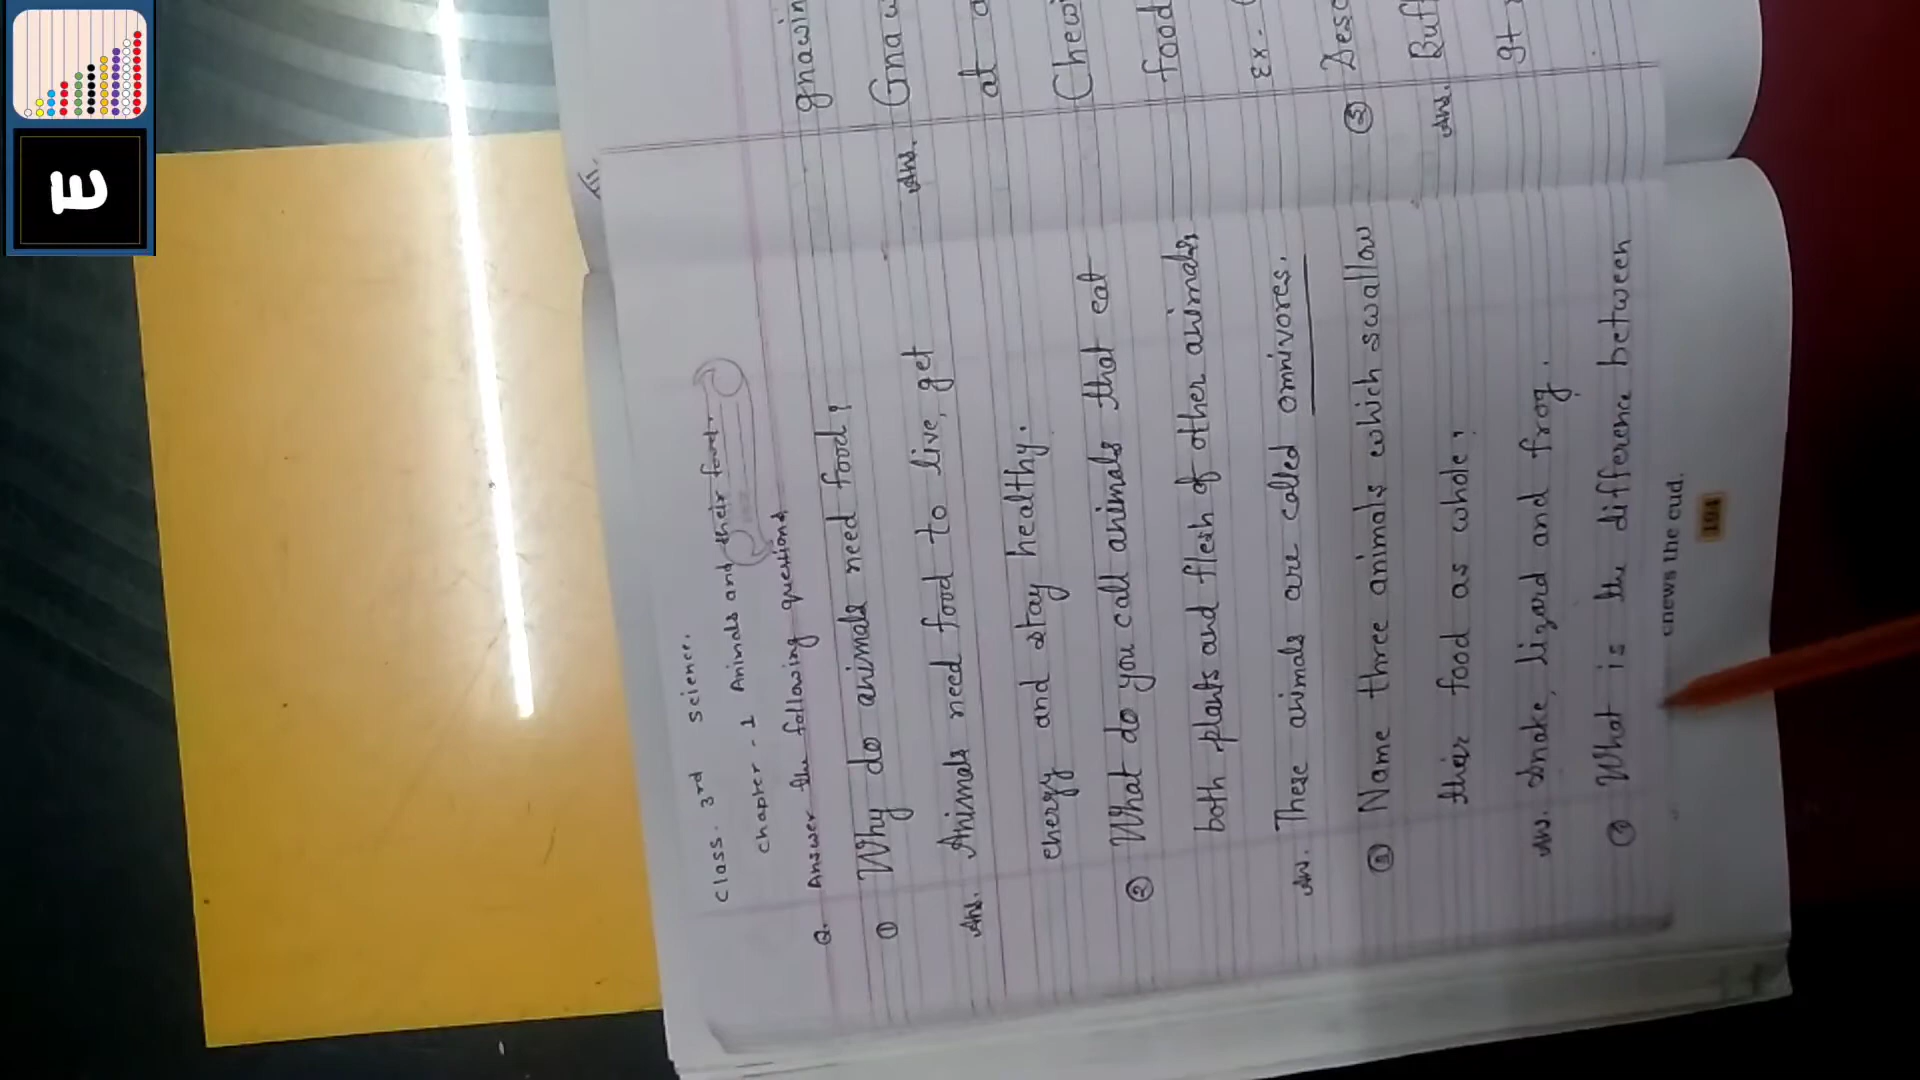 Class. 3rd Science.
Chapter - 1 Animals and their food.
Q. Answer the following questions
① Why do animals need food?
Ans. Animals need food to live, get
energy and stay healthy.
② What do you call animals that eat
both plants and flesh of other animals
Ans. These animals are called omnivores.
③ Name three animals which swallow
their food as whole?
Ans. Snake, lizard and frog.
④ What is the difference between
chews the cud.
194
gnawin
Ans. Gnaw
at a
Chewi
food
Ex.
⑤ Desc
Ans. Buff
It
E